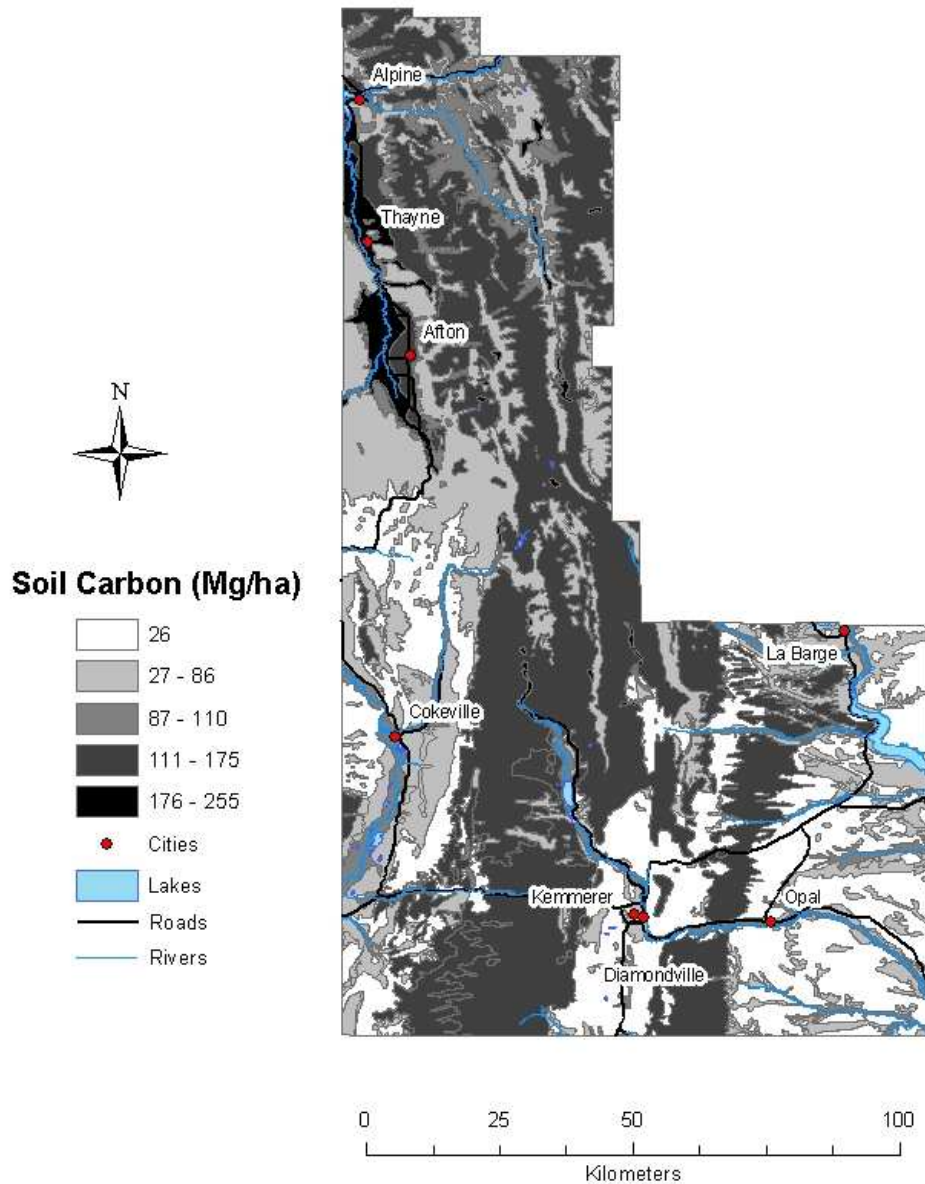 Alpine
Thayne
Afton
N
Soil Carbon (Mg/ha)
26
27 - 86
87 - 110
111 - 175
176 - 255
Cities
Lakes
Roads
Rivers
La Barge
Cokeville
Kemmerer
Opal
Diamondville
0 25 50 100
Kilometers